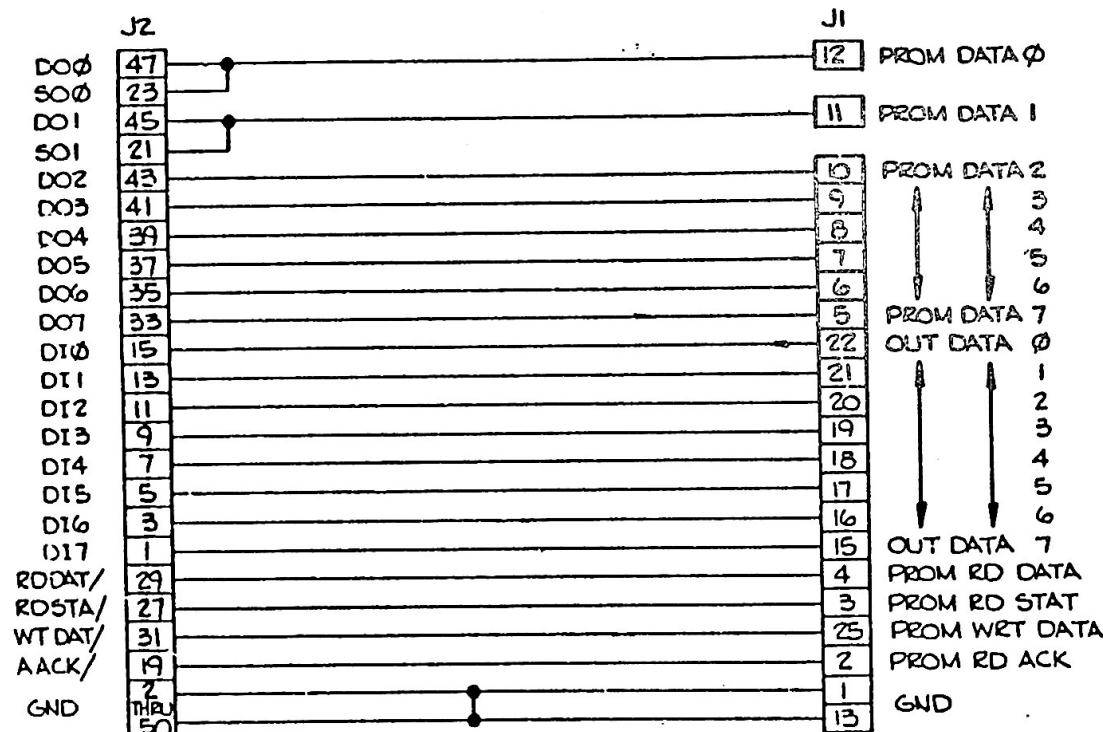 J2 J1
DOØ 47 12 PROM DATA Ø
SOØ 23
DO1 45 11 PROM DATA 1
SO1 21
DO2 43 10 PROM DATA 2
DO3 41 9 3
DO4 39 8 4
DO5 37 7 5
DO6 35 6 6
DO7 33 5 PROM DATA 7
DIØ 15 22 OUT DATA Ø
DI1 13 21 1
DI2 11 20 2
DI3 9 19 3
DI4 7 18 4
DI5 5 17 5
DI6 3 16 6
DI7 1 15 OUT DATA 7
RDDAT/ 29 4 PROM RD DATA
RDSTA/ 27 3 PROM RD STAT
WTDAT/ 31 25 PROM WRT DATA
AACK/ 19 2 PROM RD ACK
2 1
GND THRU GND
50 13